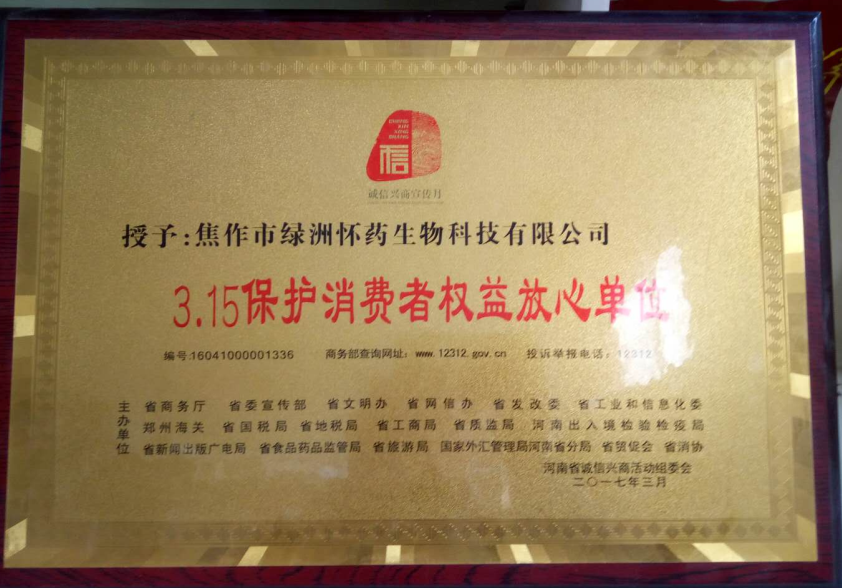 信
诚信兴商宣传月
授予:焦作市绿洲怀药生物科技有限公司
3.15保护消费者权益放心单位
编号:16041000001336 商务部查询网址：www.12312.gov.cn 投诉举报电话：12312
主办单位
省商务厅 省委宣传部 省文明办 省网信办 省发改委 省工业和信息化委
郑州海关 省国税局 省地税局 省工商局 省质监局 河南出入境检验检疫局
省新闻出版广电局 省食品药品监管局 省旅游局 国家外汇管理局河南省分局 省贸促会 省消协
河南省诚信兴商活动组委会
二〇一七年三月